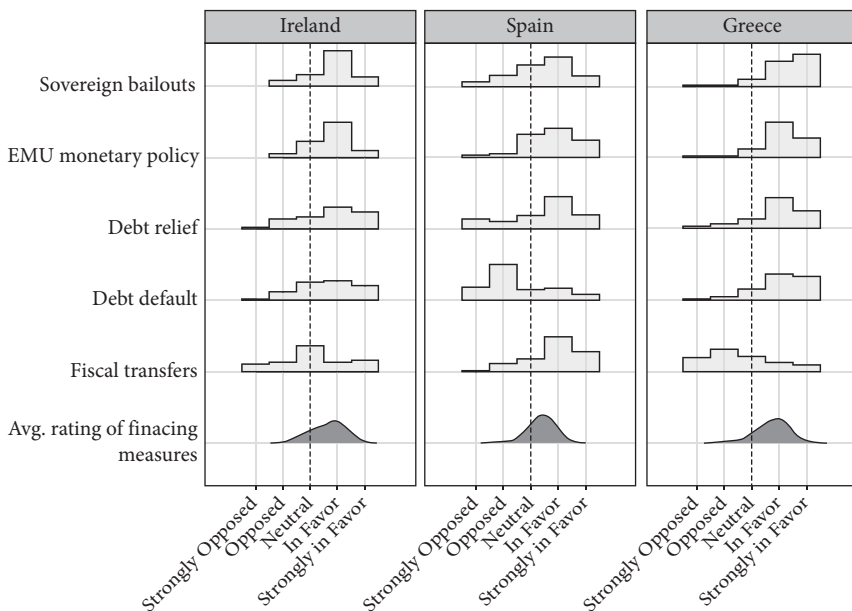 Ireland
Spain
Greece
Sovereign bailouts
EMU monetary policy
Debt relief
Debt default
Fiscal transfers
Avg. rating of finacing
measures
Strongly Opposed
Opposed
Neutral
In Favor
Strongly in Favor
Strongly Opposed
Opposed
Neutral
In Favor
Strongly in Favor
Strongly Opposed
Opposed
Neutral
In Favor
Strongly in Favor